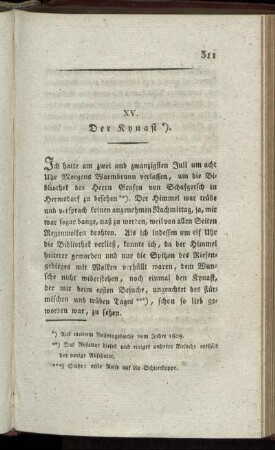 311
XV.
Der Kynast *).
Ich hatte am zwei und zwanzigsten Juli um acht
Uhr Morgens Warmbrunn verlassen, um die Bi-
bliothek des Herrn Grafen von Schafgotsch in
Hermsdorf zu besehen **). Der Himmel war trübe
und versprach keinen angenehmen Nachmittag, ja, mir
war sogar bange, naß zu werden, weil von allen Seiten
Regenwolken drohten. Als ich indessen um elf Uhr
die Bibliothek verließ, konnte ich, da der Himmel
heiterer geworden und nur die Spitzen des Riesen-
gebirges mit Wolken verhüllt waren, dem Wun-
sche nicht widerstehen, noch einmal den Kynast,
der mir beim ersten Besuche, ungeachtet des stür-
mischen und trüben Tages ***), schon so lieb ge-
worden war, zu sehen.
*) Aus meinem Reisetagebuche vom Jahre
**) Das Resultat dieses und einiger anderer Besuche enthält
der vorige Abschnitt.
***) Siehe: erste Reise auf die Schneekoppe.